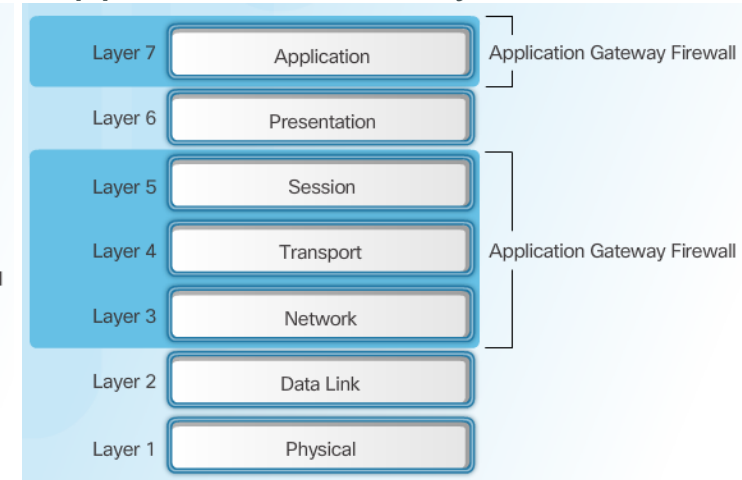 Layer 7 Application Application Gateway Firewall
Layer 6 Presentation
Layer 5 Session
Layer 4 Transport Application Gateway Firewall
Layer 3 Network
Layer 2 Data Link
Layer 1 Physical